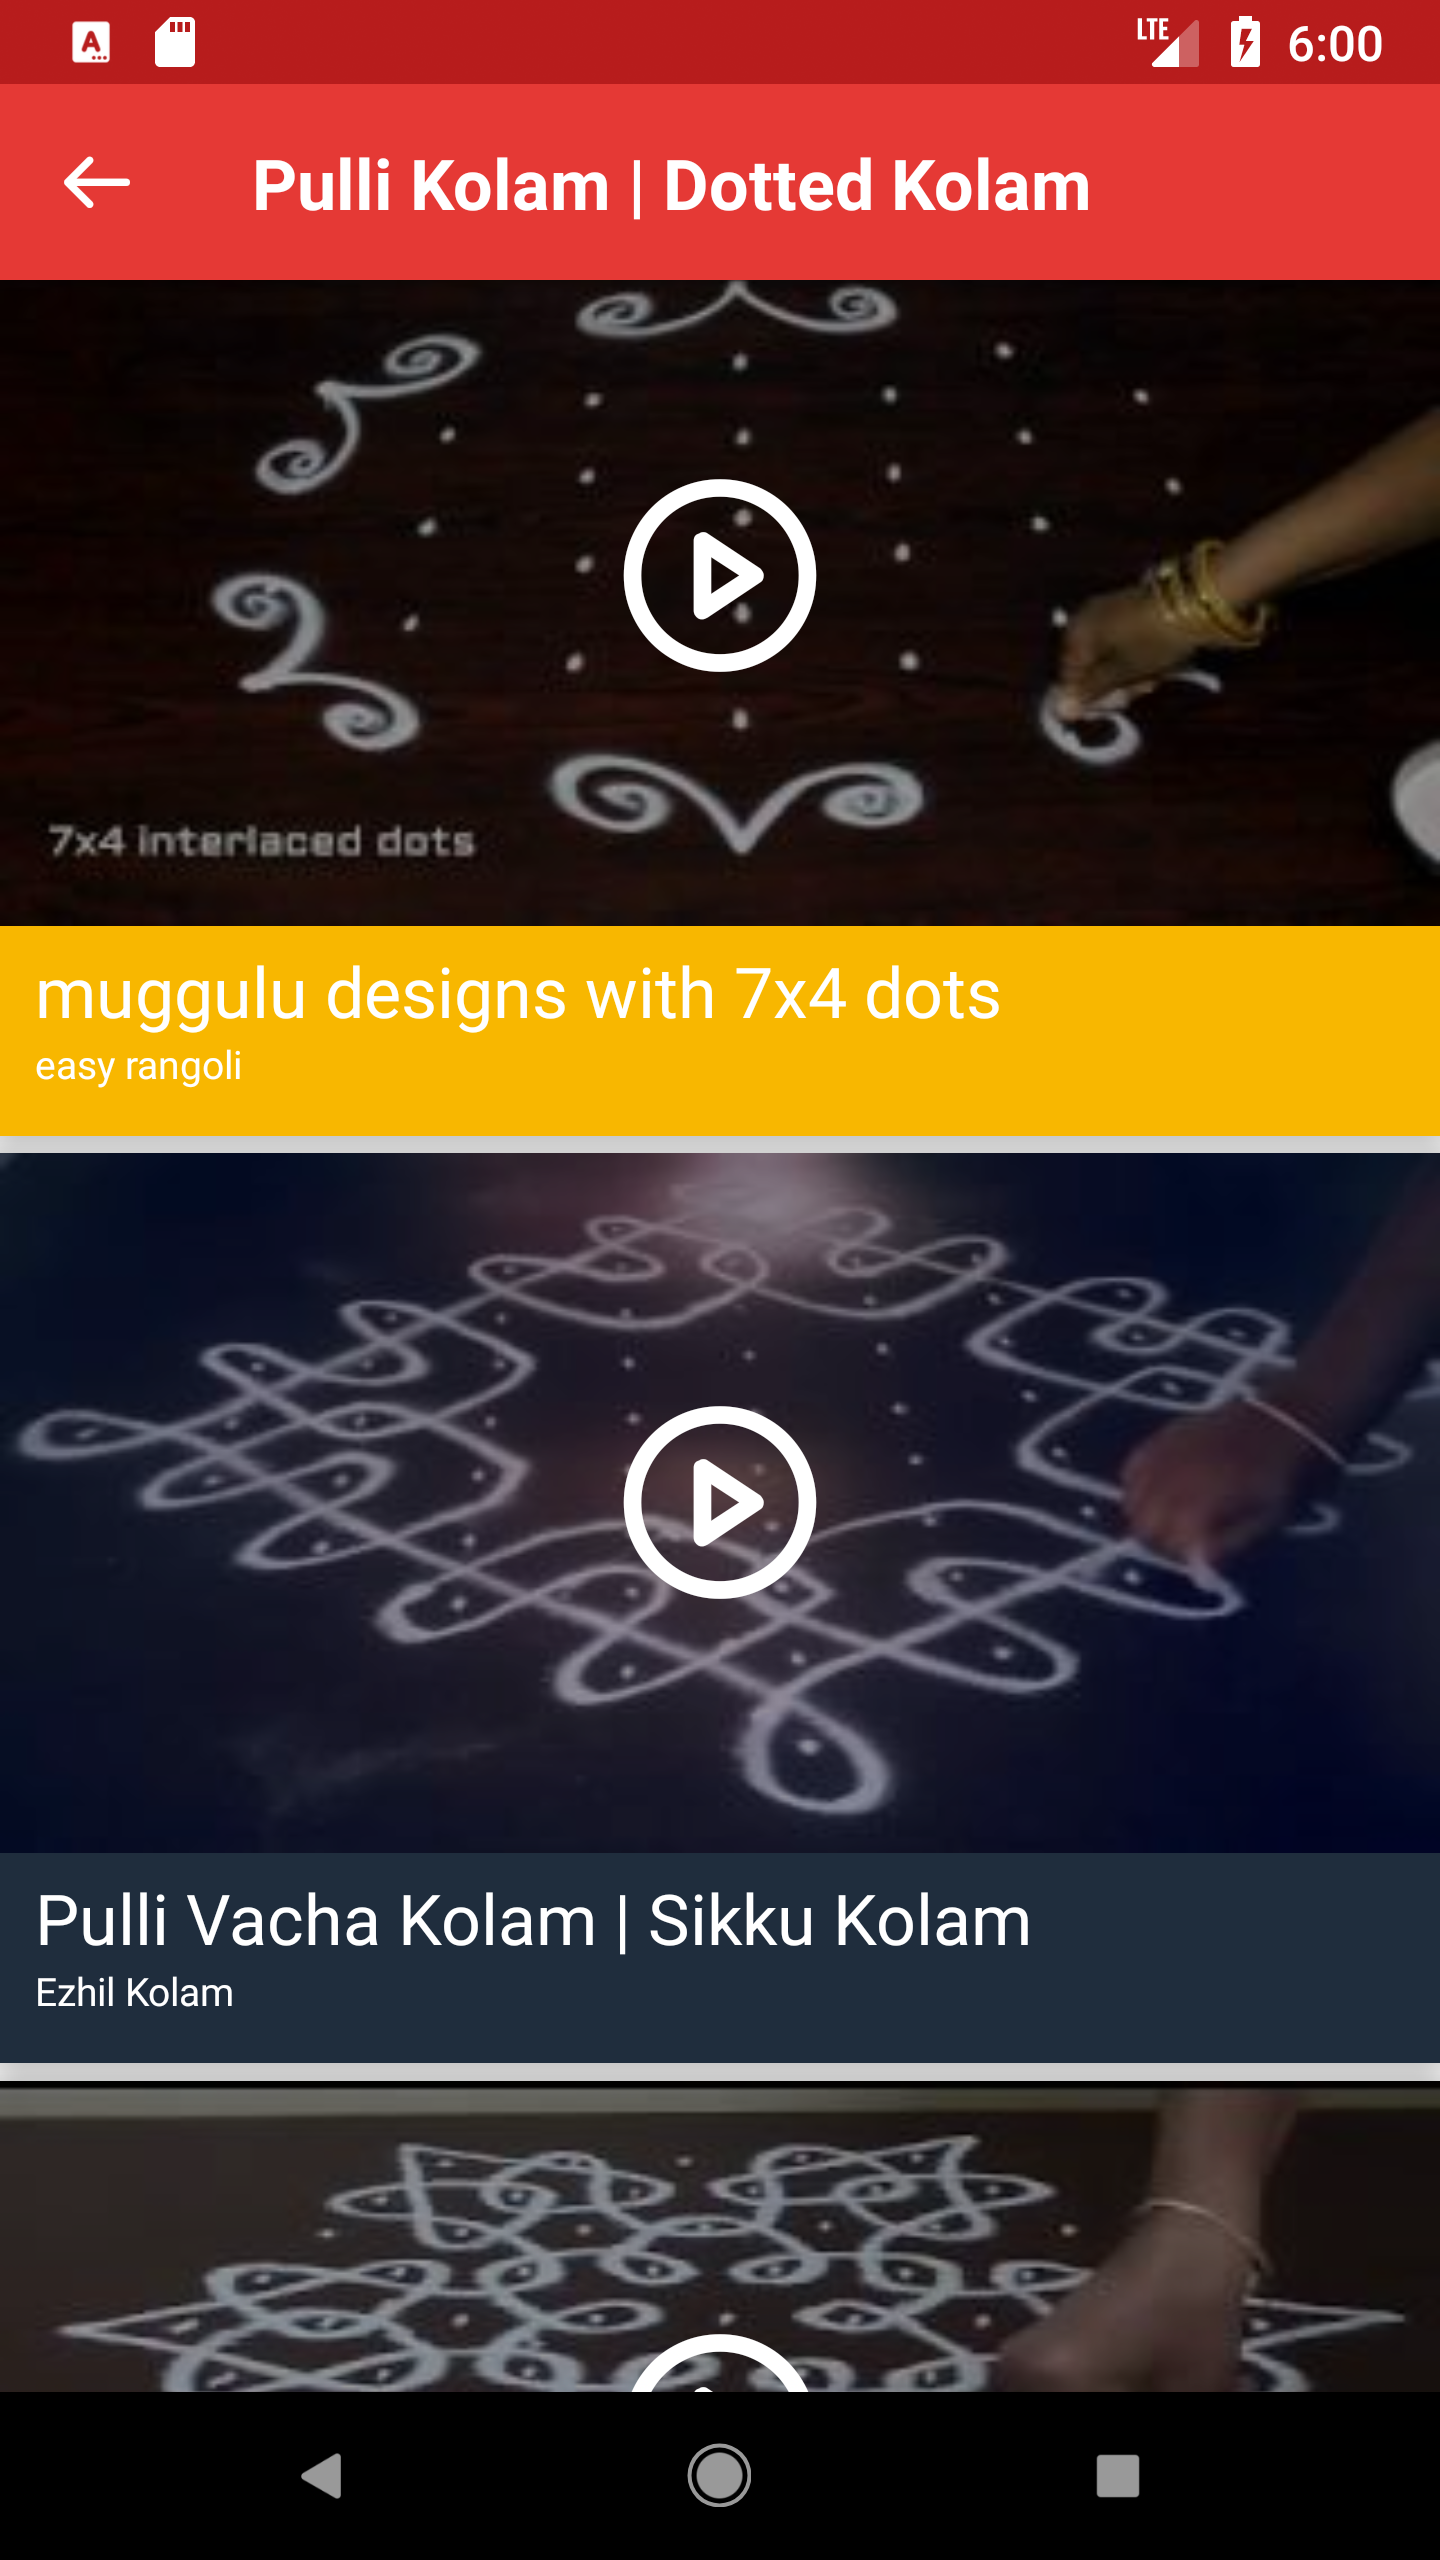 A
LTE 6:00
Pulli Kolam | Dotted Kolam
7x4 interlaced dots
muggulu designs with 7x4 dots
easy rangoli
Pulli Vacha Kolam | Sikku Kolam
Ezhil Kolam